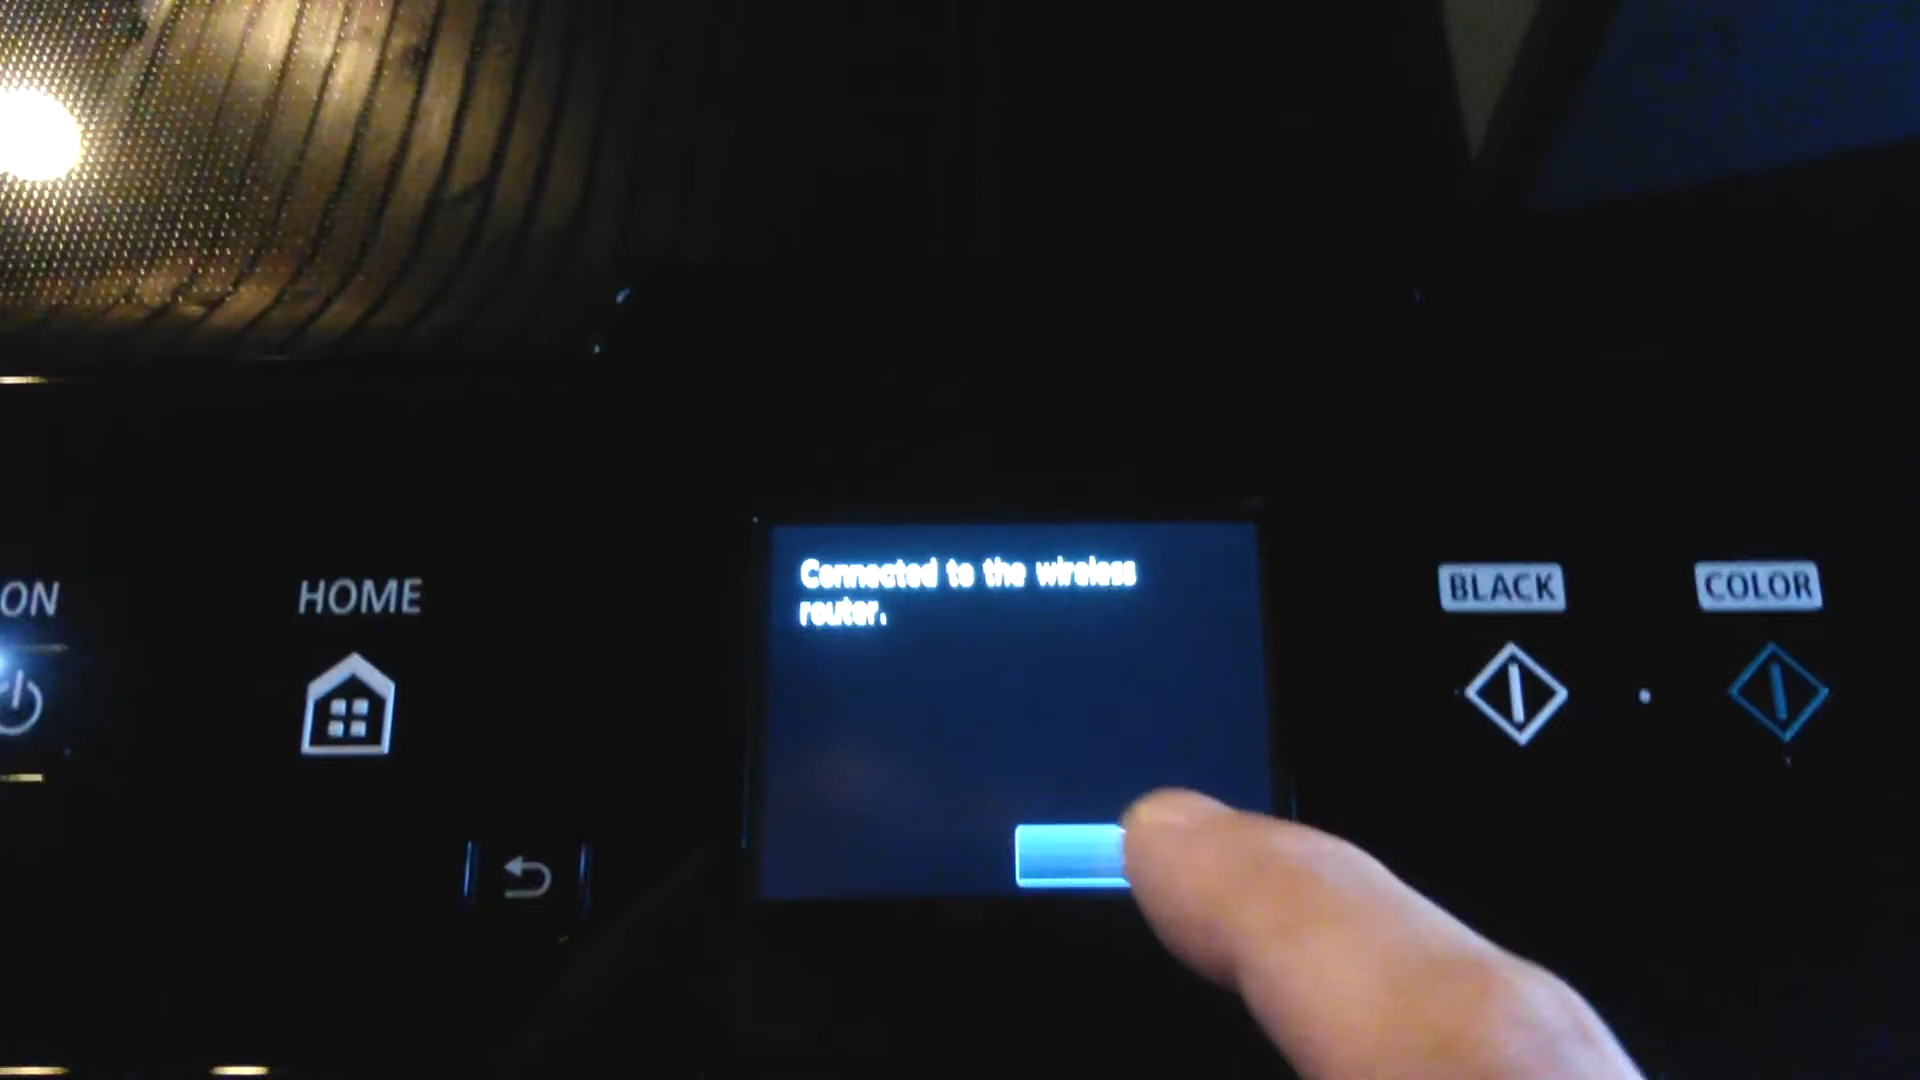 Connected to the wireless
router.
ON
HOME
BLACK
COLOR